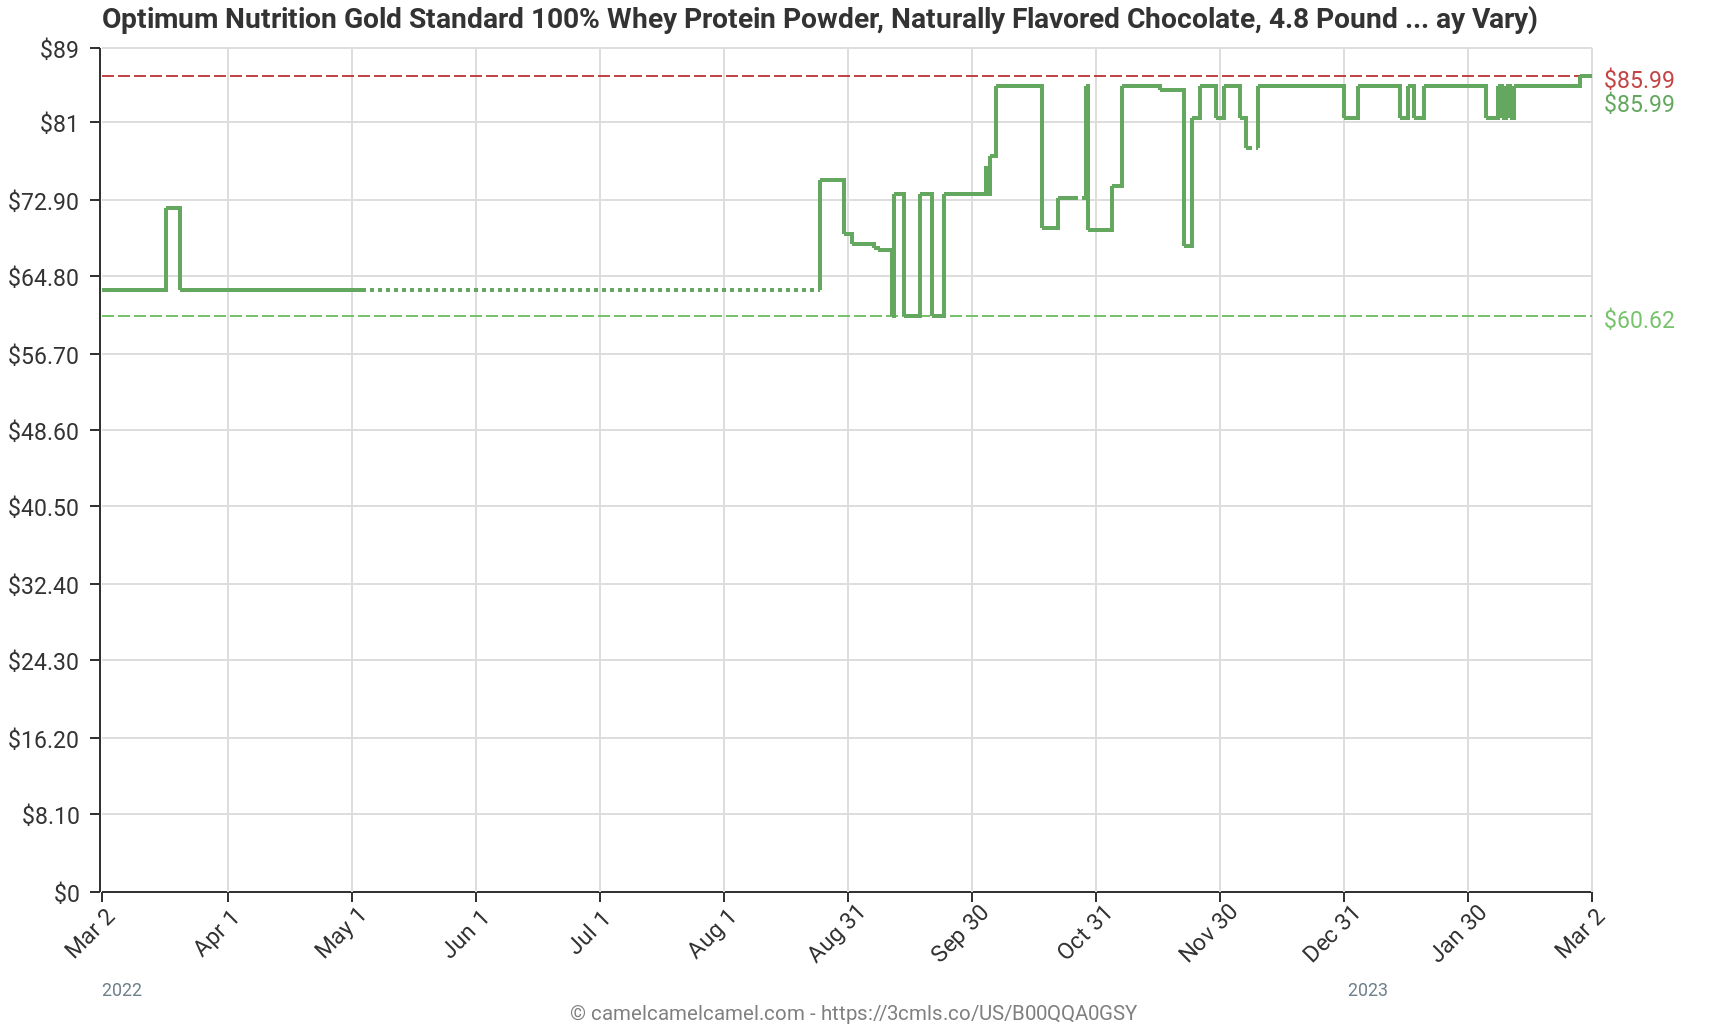 Optimum Nutrition Gold Standard 100% Whey Protein Powder, Naturally Flavored Chocolate, 4.8 Pound ... ay Vary)
$89
$81
$72.90
$64.80
$56.70
$48.60
$40.50
$32.40
$24.30
$16.20
$8.10
$0
$85.99
$85.99
$60.62
Mar 2
Apr 1
May 1
Jun 1
Jul 1
Aug 1
Aug 31
Sep 30
Oct 31
Nov 30
Dec 31
Jan 30
Mar 2
2022
2023
© camelcamelcamel.com - https://3cmls.co/US/B00QQA0GSY